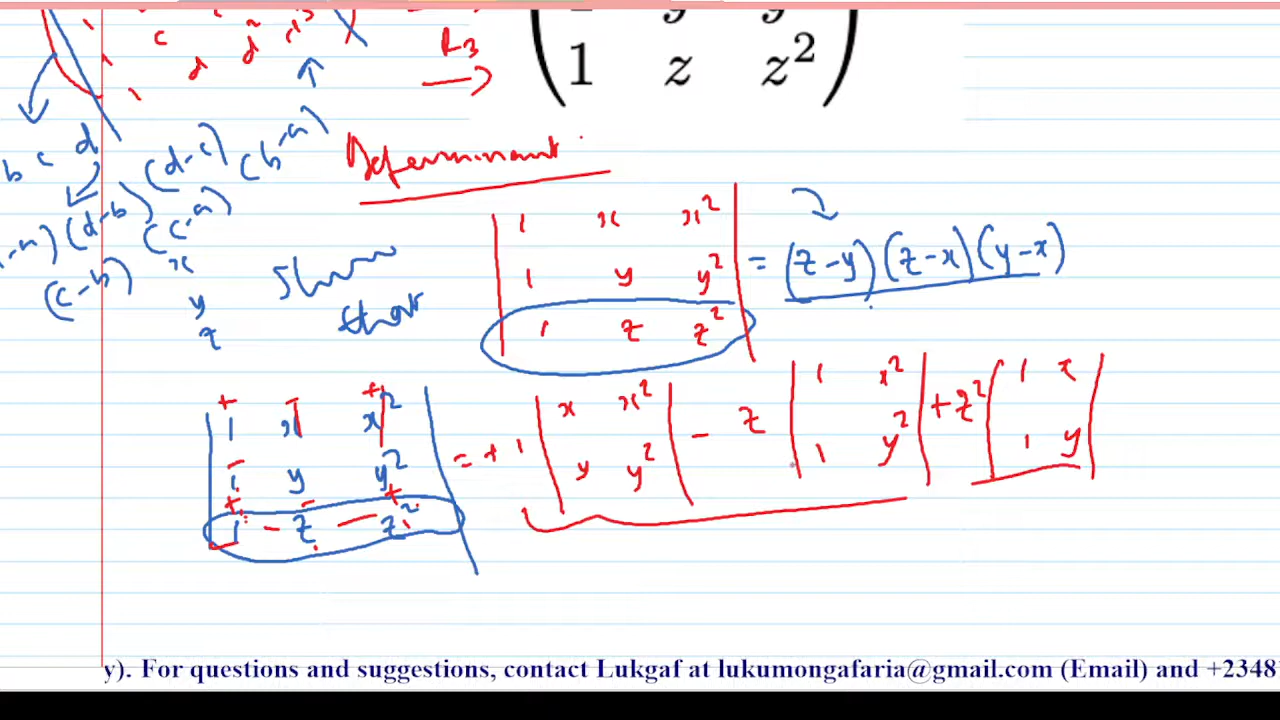 1 z z²
R₃
Determinant
b c d (d-c) (b-a)
(d-b) (c-a)
(c-b)
x
y
z
Show that
| 1 x x² |
| 1 y y² | = (z-y)(z-x)(y-x)
| 1 z z² |
| 1 x x² |
| 1 y y² | = +1 | x x² | - z | 1 x² | + z² | 1 x |
| 1 z z² | | y y² | | 1 y² | | 1 y |
y). For questions and suggestions, contact Lukgaf at lukumongafaria@gmail.com (Email) and +2348